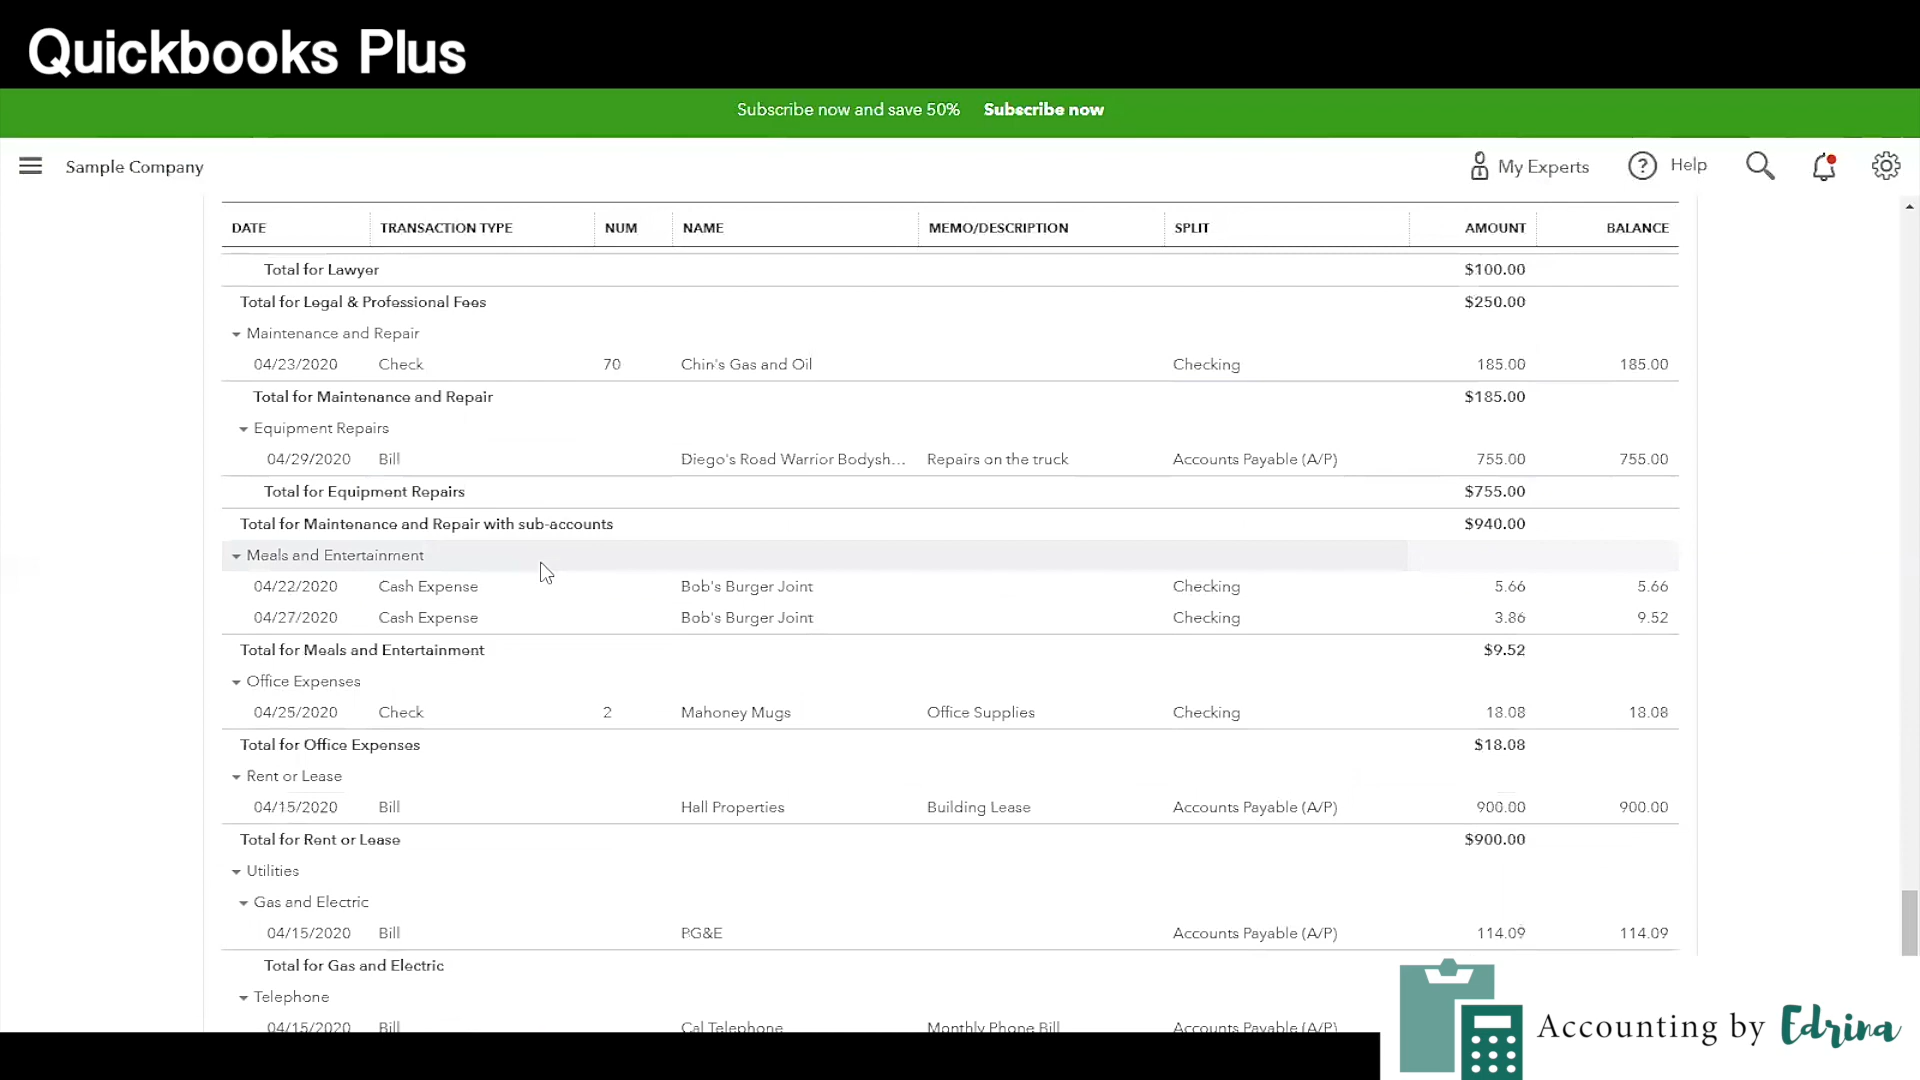 Quickbooks Plus
Subscribe now and save 50% Subscribe now
Sample Company My Experts ? Help
DATE TRANSACTION TYPE NUM NAME MEMO/DESCRIPTION SPLIT AMOUNT BALANCE
Total for Lawyer $100.00
Total for Legal & Professional Fees $250.00
Maintenance and Repair
04/23/2020 Check 70 Chin's Gas and Oil Checking 185.00 185.00
Total for Maintenance and Repair $185.00
Equipment Repairs
04/29/2020 Bill Diego's Road Warrior Bodysh... Repairs on the truck Accounts Payable (A/P) 755.00 755.00
Total for Equipment Repairs $755.00
Total for Maintenance and Repair with sub-accounts $940.00
Meals and Entertainment
04/22/2020 Cash Expense Bob's Burger Joint Checking 5.66 5.66
04/27/2020 Cash Expense Bob's Burger Joint Checking 3.86 9.52
Total for Meals and Entertainment $9.52
Office Expenses
04/25/2020 Check 2 Mahoney Mugs Office Supplies Checking 18.08 18.08
Total for Office Expenses $18.08
Rent or Lease
04/15/2020 Bill Hall Properties Building Lease Accounts Payable (A/P) 900.00 900.00
Total for Rent or Lease $900.00
Utilities
Gas and Electric
04/15/2020 Bill PG&E Accounts Payable (A/P) 114.09 114.09
Total for Gas and Electric
Telephone
04/15/2020 Bill Cal Telephone Monthly Phone Bill Accounts Payable (A/P)
Accounting by Edrina